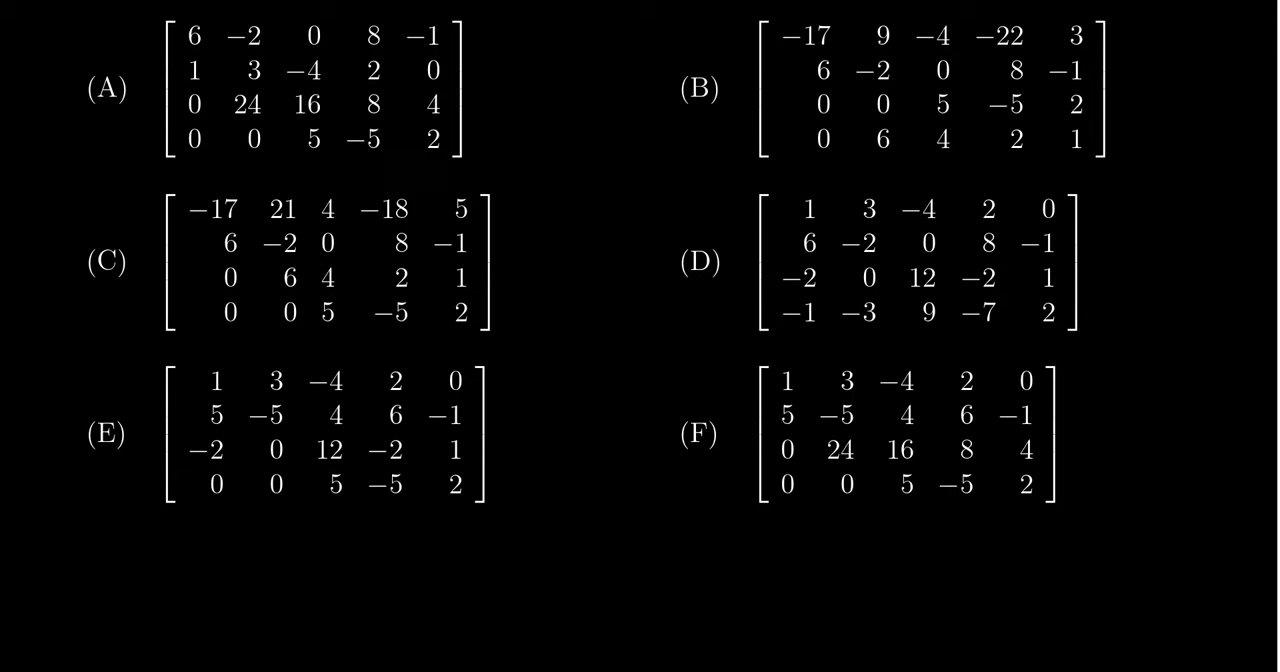 (A) [ 6 −2 0 8 −1 ] (B) [ −17 9 −4 −22 3 ]
[ 1 3 −4 2 0 ] [ 6 −2 0 8 −1 ]
[ 0 24 16 8 4 ] [ 0 0 5 −5 2 ]
[ 0 0 5 −5 2 ] [ 0 6 4 2 1 ]
(C) [ −17 21 4 −18 5 ] (D) [ 1 3 −4 2 0 ]
[ 6 −2 0 8 −1 ] [ 6 −2 0 8 −1 ]
[ 0 6 4 2 1 ] [ −2 0 12 −2 1 ]
[ 0 0 5 −5 2 ] [ −1 −3 9 −7 2 ]
(E) [ 1 3 −4 2 0 ] (F) [ 1 3 −4 2 0 ]
[ 5 −5 4 6 −1 ] [ 5 −5 4 6 −1 ]
[ −2 0 12 −2 1 ] [ 0 24 16 8 4 ]
[ 0 0 5 −5 2 ] [ 0 0 5 −5 2 ]